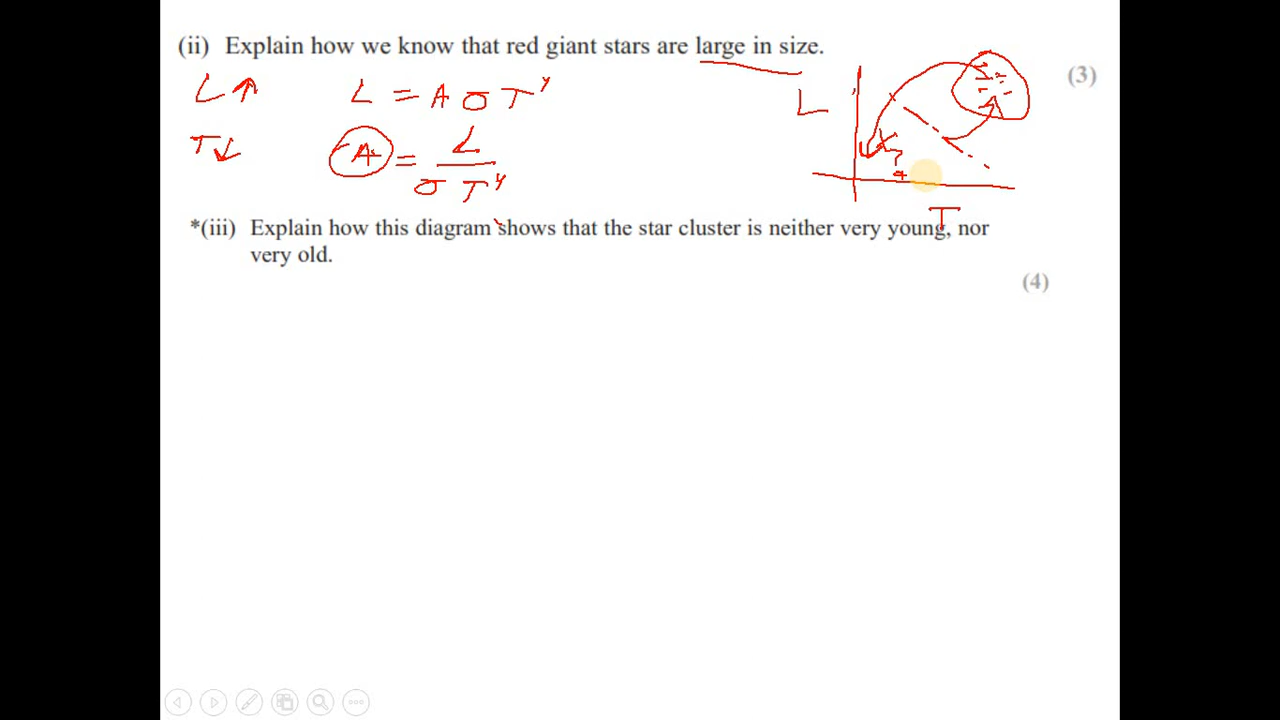 (ii) Explain how we know that red giant stars are large in size.
(3)
L ↑
L = A σ T⁴
L
T ↓
A = L / σ T⁴
T
*(iii) Explain how this diagram shows that the star cluster is neither very young, nor
very old.
(4)